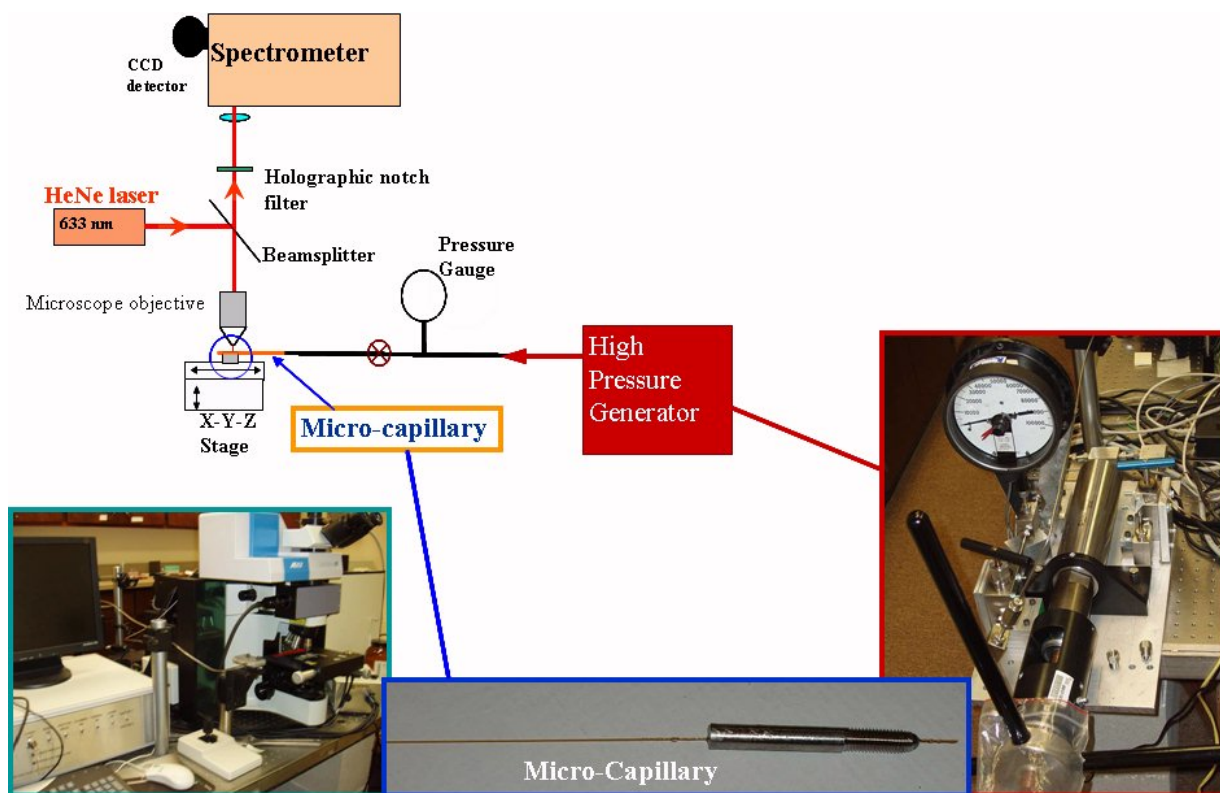 Spectrometer
CCD
detector
Holographic notch
filter
HeNe laser
633 nm
Beamsplitter
Pressure
Gauge
Microscope objective
High
Pressure
Generator
X-Y-Z
Stage
Micro-capillary
Micro-Capillary